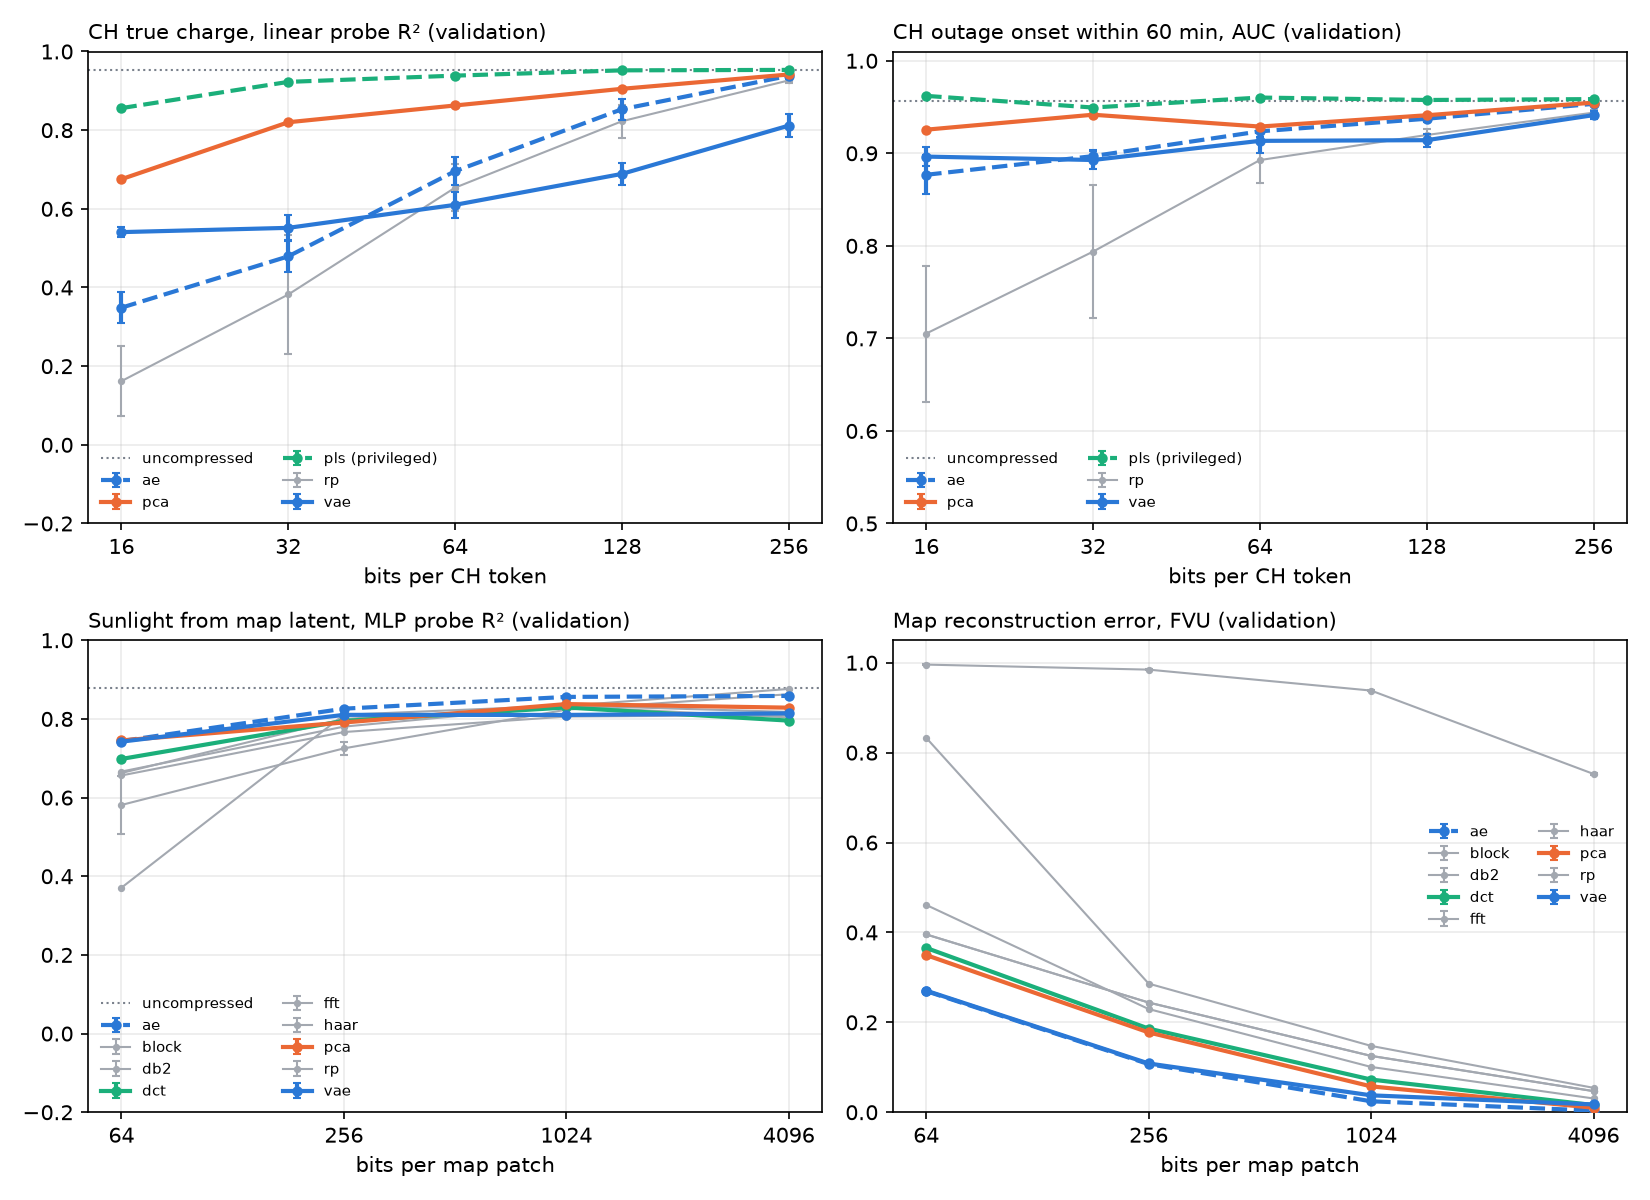 CH true charge, linear probe R² (validation)
1.0
0.8
0.6
0.4
0.2
0.0
−0.2
uncompressed
ae
pca
pls (privileged)
rp
vae
16 32 64 128 256
bits per CH token
CH outage onset within 60 min, AUC (validation)
1.0
0.9
0.8
0.7
0.6
0.5
uncompressed
ae
pca
pls (privileged)
rp
vae
16 32 64 128 256
bits per CH token
Sunlight from map latent, MLP probe R² (validation)
1.0
0.8
0.6
0.4
0.2
0.0
−0.2
uncompressed
ae
block
db2
dct
fft
haar
pca
rp
vae
64 256 1024 4096
bits per map patch
Map reconstruction error, FVU (validation)
1.0
0.8
0.6
0.4
0.2
0.0
ae
block
db2
dct
fft
haar
pca
rp
vae
64 256 1024 4096
bits per map patch